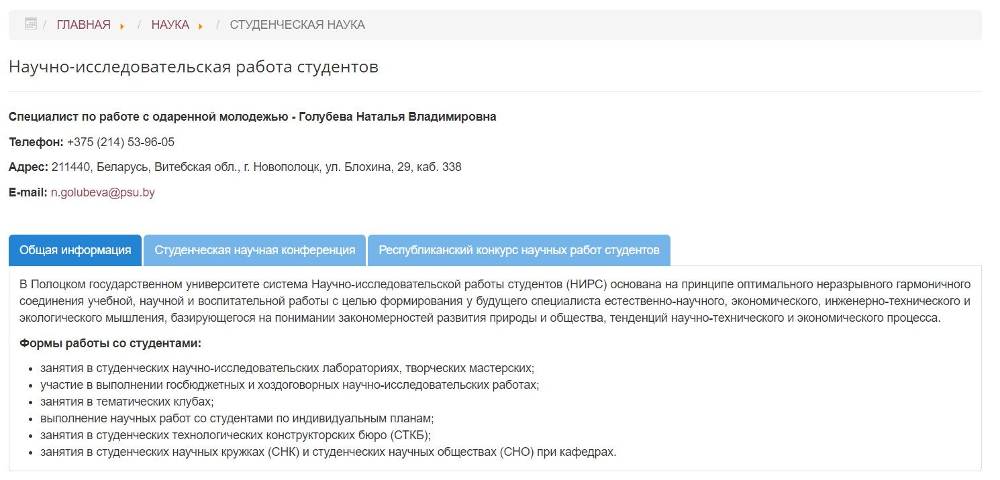 / ГЛАВНАЯ / НАУКА / СТУДЕНЧЕСКАЯ НАУКА
Научно-исследовательская работа студентов
Специалист по работе с одаренной молодежью - Голубева Наталья Владимировна
Телефон: +375 (214) 53-96-05
Адрес: 211440, Беларусь, Витебская обл., г. Новополоцк, ул. Блохина, 29, каб. 338
E-mail: n.golubeva@psu.by
Общая информация Студенческая научная конференция Республиканский конкурс научных работ студентов
В Полоцком государственном университете система Научно-исследовательской работы студентов (НИРС) основана на принципе оптимального неразрывного гармоничного
соединения учебной, научной и воспитательной работы с целью формирования у будущего специалиста естественно-научного, экономического, инженерно-технического и
экологического мышления, базирующегося на понимании закономерностей развития природы и общества, тенденций научно-технического и экономического процесса.
Формы работы со студентами:
• занятия в студенческих научно-исследовательских лабораториях, творческих мастерских;
• участие в выполнении госбюджетных и хоздоговорных научно-исследовательских работах;
• занятия в тематических клубах;
• выполнение научных работ со студентами по индивидуальным планам;
• занятия в студенческих технологических конструкторских бюро (СТКБ);
• занятия в студенческих научных кружках (СНК) и студенческих научных обществах (СНО) при кафедрах.